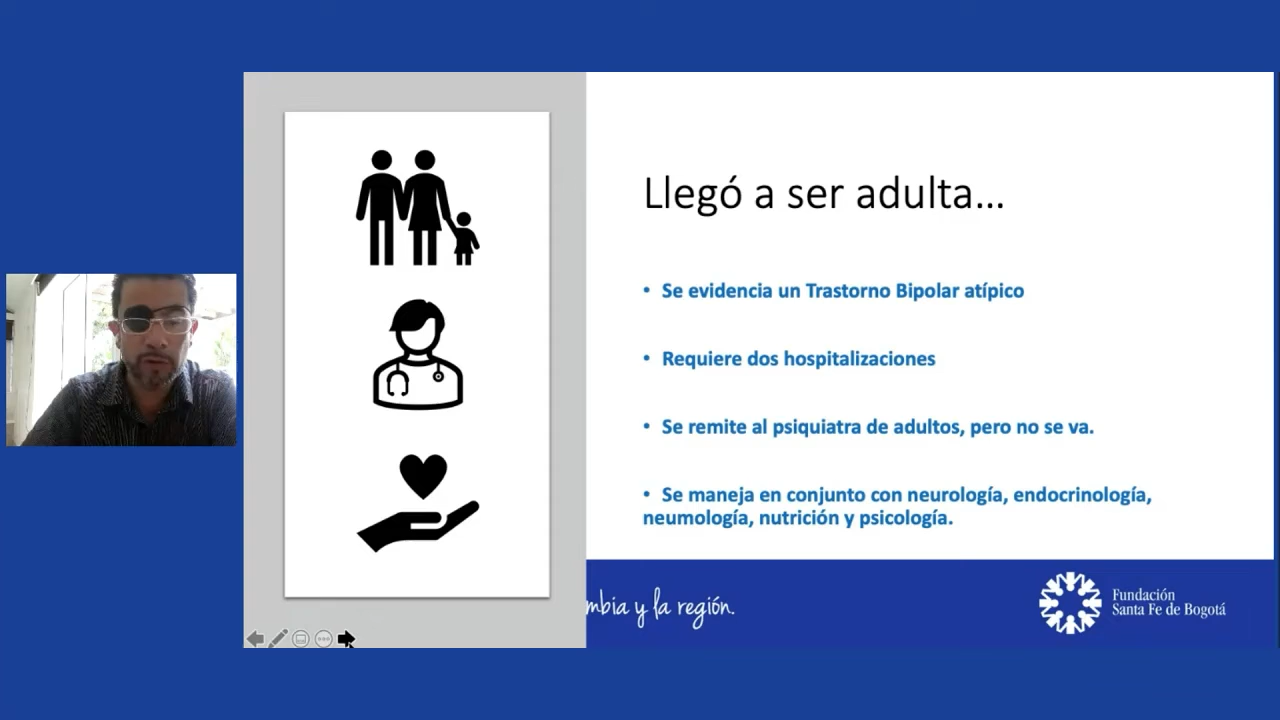 Llegó a ser adulta...
• Se evidencia un Trastorno Bipolar atípico
• Requiere dos hospitalizaciones
• Se remite al psiquiatra de adultos, pero no se va.
• Se maneja en conjunto con neurología, endocrinología,
neumología, nutrición y psicología.
mbia y la región.
Fundación
Santa Fe de Bogotá